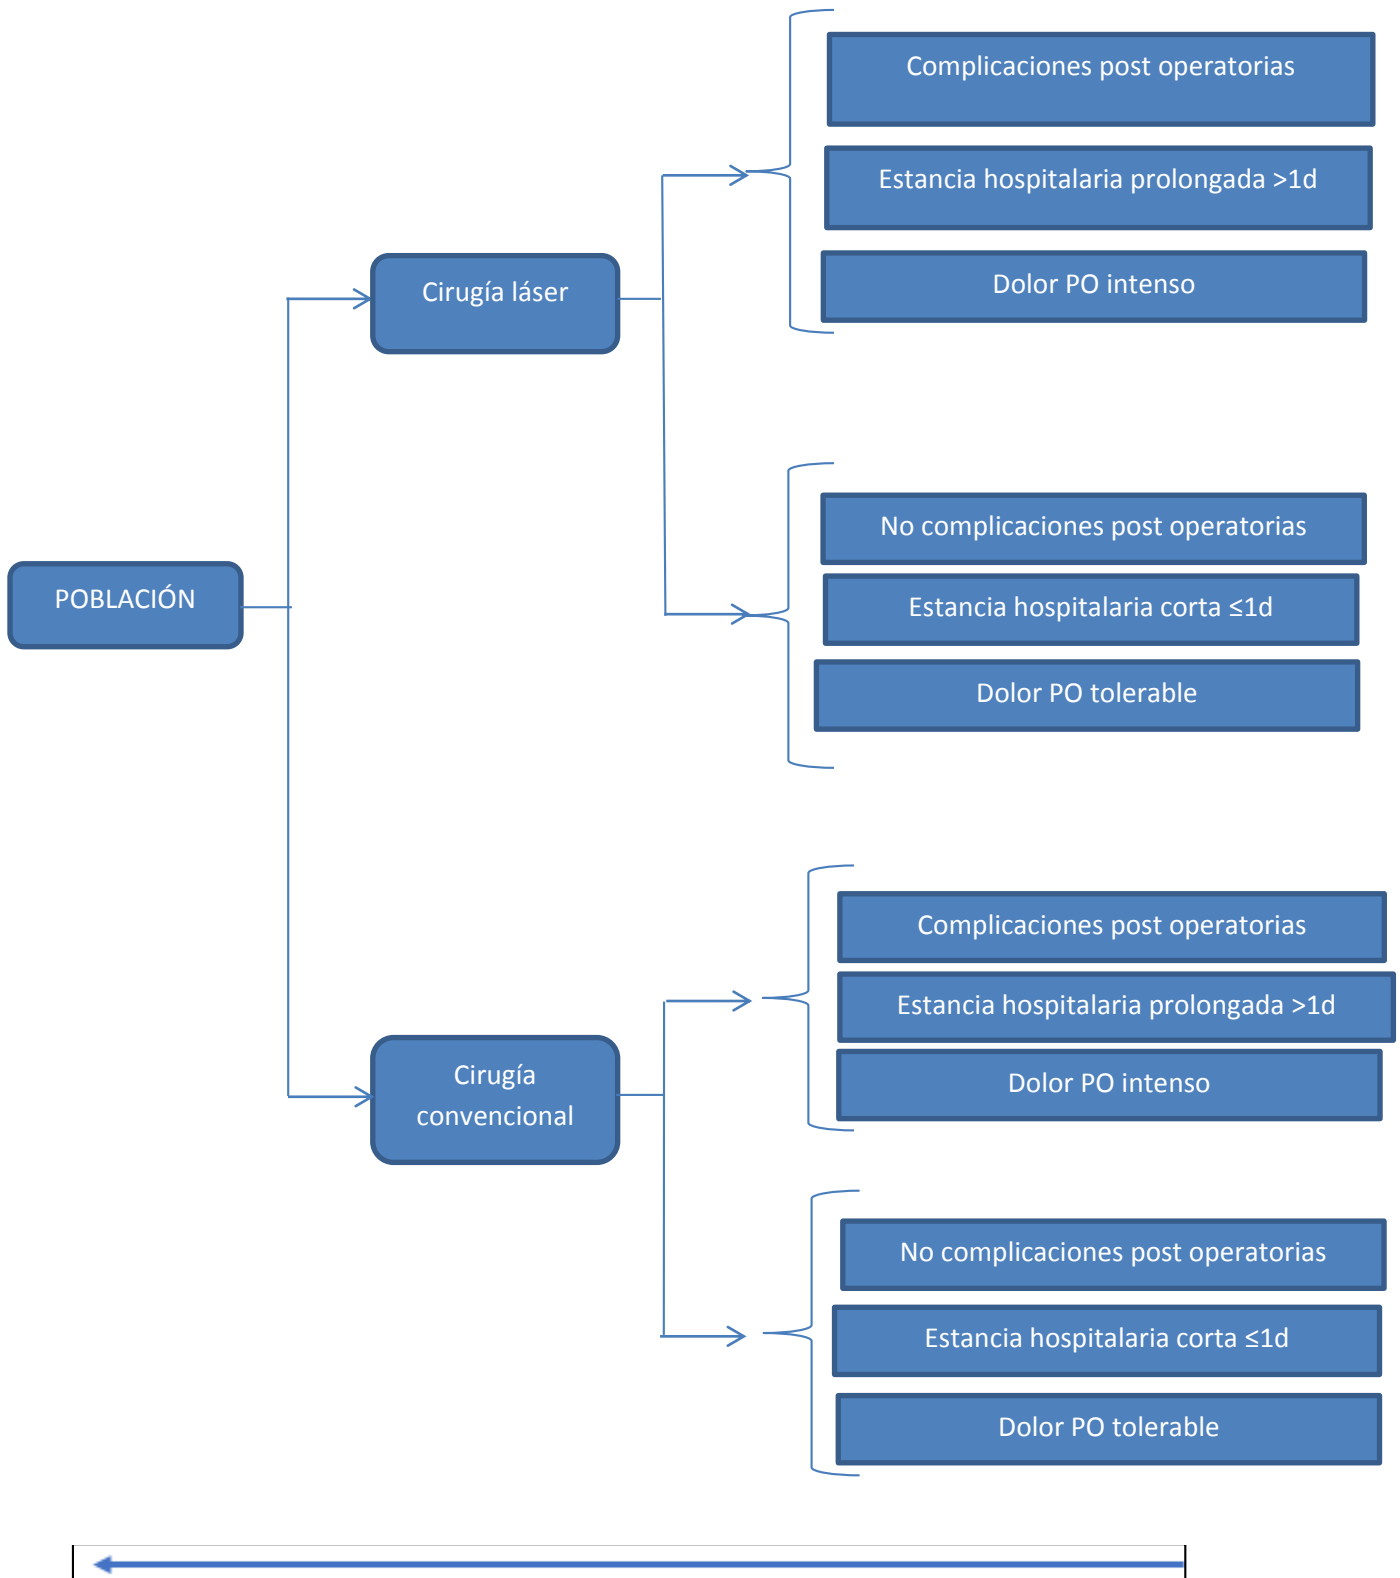 Complicaciones post operatorias
Estancia hospitalaria prolongada >1d
Dolor PO intenso
Cirugía láser
No complicaciones post operatorias
Estancia hospitalaria corta ≤1d
Dolor PO tolerable
POBLACIÓN
Complicaciones post operatorias
Estancia hospitalaria prolongada >1d
Dolor PO intenso
Cirugía
convencional
No complicaciones post operatorias
Estancia hospitalaria corta ≤1d
Dolor PO tolerable